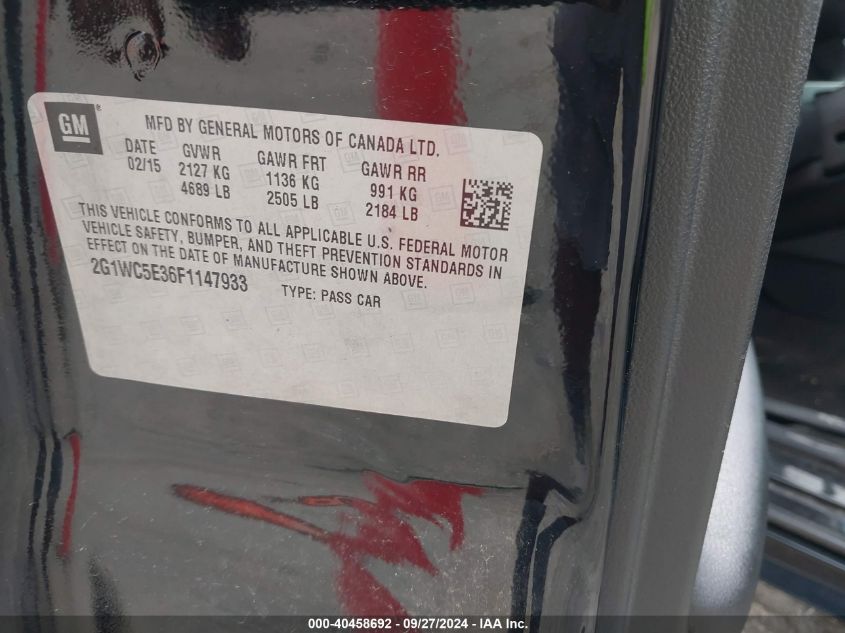 GM®
MFD BY GENERAL MOTORS OF CANADA LTD.
DATE GVWR GAWR FRT GAWR RR
02/15 2127 KG 1136 KG 991 KG
4689 LB 2505 LB 2184 LB
THIS VEHICLE CONFORMS TO ALL APPLICABLE U.S. FEDERAL MOTOR
VEHICLE SAFETY, BUMPER, AND THEFT PREVENTION STANDARDS IN
EFFECT ON THE DATE OF MANUFACTURE SHOWN ABOVE.
2G1WC5E36F1147933 TYPE: PASS CAR
000-40458692 - 09/27/2024 - IAA Inc.